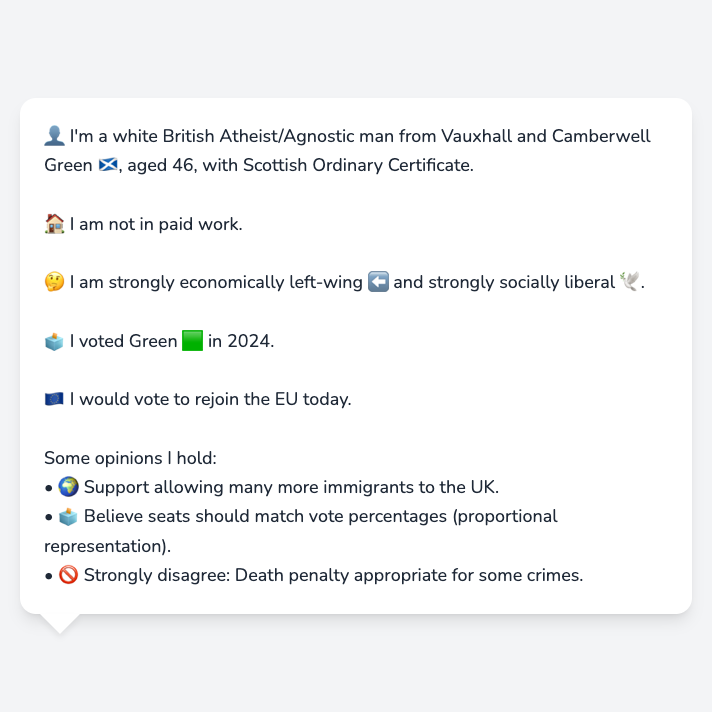 👤 I'm a white British Atheist/Agnostic man from Vauxhall and Camberwell
Green 🏴󠁧󠁢󠁳󠁣󠁴󠁿, aged 46, with Scottish Ordinary Certificate.
🏠 I am not in paid work.
🤔 I am strongly economically left-wing ⬅️ and strongly socially liberal 🕊️.
🗳️ I voted Green 🟩 in 2024.
🇪🇺 I would vote to rejoin the EU today.
Some opinions I hold:
• 🌍 Support allowing many more immigrants to the UK.
• 🗳️ Believe seats should match vote percentages (proportional
representation).
• 🚫 Strongly disagree: Death penalty appropriate for some crimes.